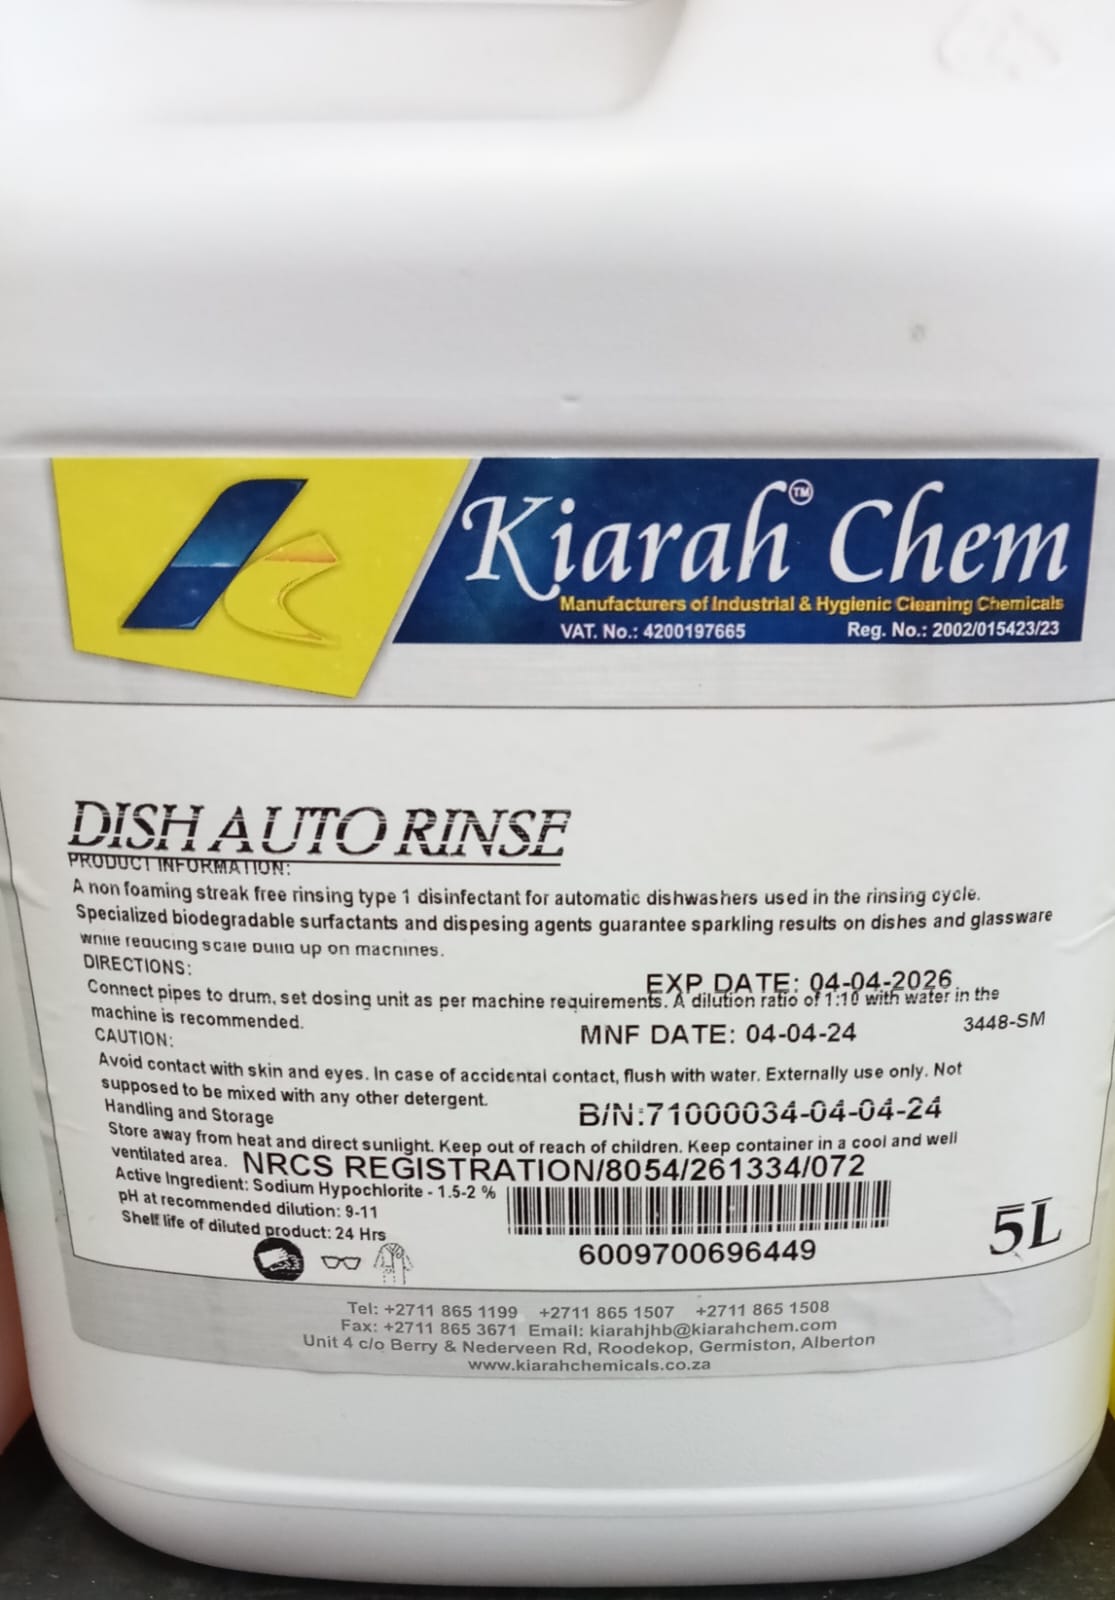 Kiarah™ Chem
Manufacturers of Industrial & Hygienic Cleaning Chemicals
VAT. No.: 4200197665 Reg. No.: 2002/015423/23
DISH AUTO RINSE
PRODUCT INFORMATION:
A non foaming streak free rinsing type 1 disinfectant for automatic dishwashers used in the rinsing cycle.
Specialized biodegradable surfactants and dispesing agents guarantee sparkling results on dishes and glassware
while reducing scale build up on machines.
DIRECTIONS:
EXP DATE: 04-04-2026
Connect pipes to drum, set dosing unit as per machine requirements. A dilution ratio of 1:10 with water in the
machine is recommended.
MNF DATE: 04-04-24 3448-SM
CAUTION:
Avoid contact with skin and eyes. In case of accidental contact, flush with water. Externally use only. Not
supposed to be mixed with any other detergent.
B/N:71000034-04-04-24
Handling and Storage
Store away from heat and direct sunlight. Keep out of reach of children. Keep container in a cool and well
ventilated area. NRCS REGISTRATION/8054/261334/072
Active Ingredient: Sodium Hypochlorite - 1.5-2 %
pH at recommended dilution: 9-11
Shelf life of diluted product: 24 Hrs
6009700696449
5L
Tel: +2711 865 1199 +2711 865 1507 +2711 865 1508
Fax: +2711 865 3671 Email: kiarahjhb@kiarahchem.com
Unit 4 c/o Berry & Nederveen Rd, Roodekop, Germiston, Alberton
www.kiarahchemicals.co.za